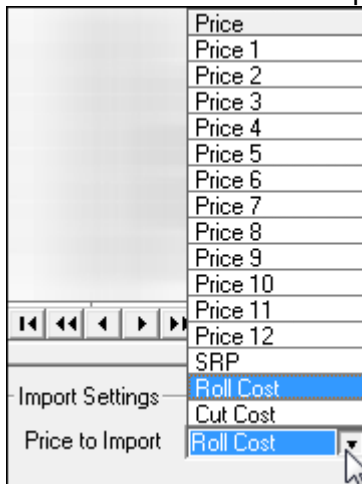 Price
Price 1
Price 2
Price 3
Price 4
Price 5
Price 6
Price 7
Price 8
Price 9
Price 10
Price 11
Price 12
SRP
Roll Cost
Cut Cost
Import Settings
Price to Import Roll Cost